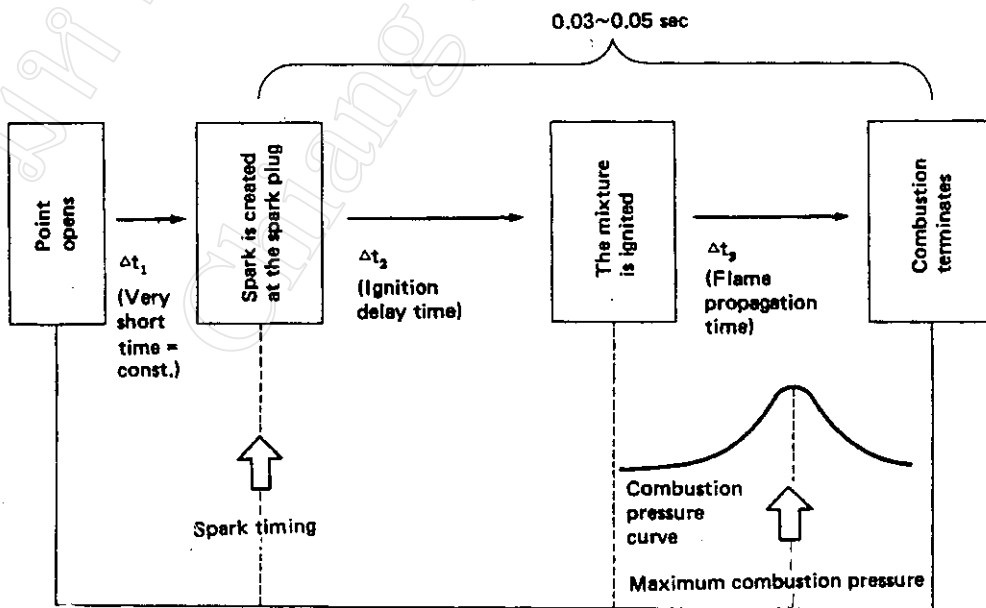 0.03~0.05 sec
Point
opens
Δt₁
(Very
short
time =
const.)
Spark is created
at the spark plug
Δt₂
(Ignition
delay time)
The mixture
is ignited
Δt₃
(Flame
propagation
time)
Combustion
terminates
Spark timing
Combustion
pressure
curve
Maximum combustion pressure
Chiang